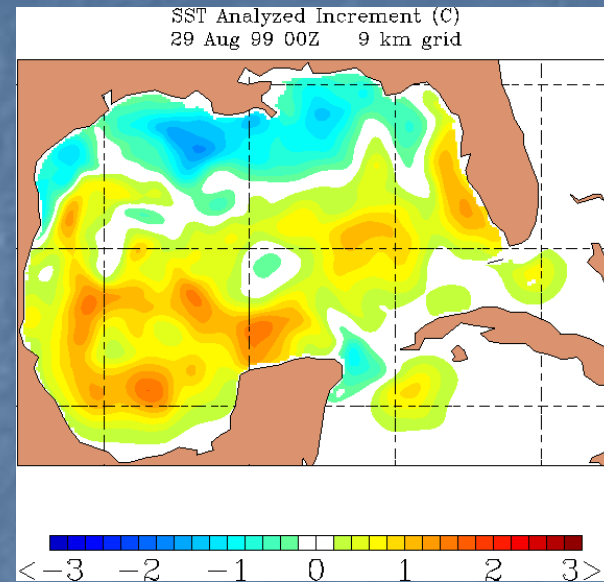 SST Analyzed Increment (C)
29 Aug 99 00Z 9 km grid
<-3 -2 -1 0 1 2 3>